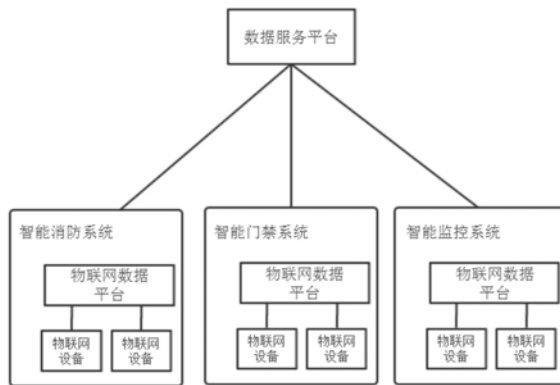 数据服务平台
智能消防系统
智能门禁系统
智能监控系统
物联网数据
平台
物联网数据
平台
物联网数据
平台
物联网
设备
物联网
设备
物联网
设备
物联网
设备
物联网
设备
物联网
设备